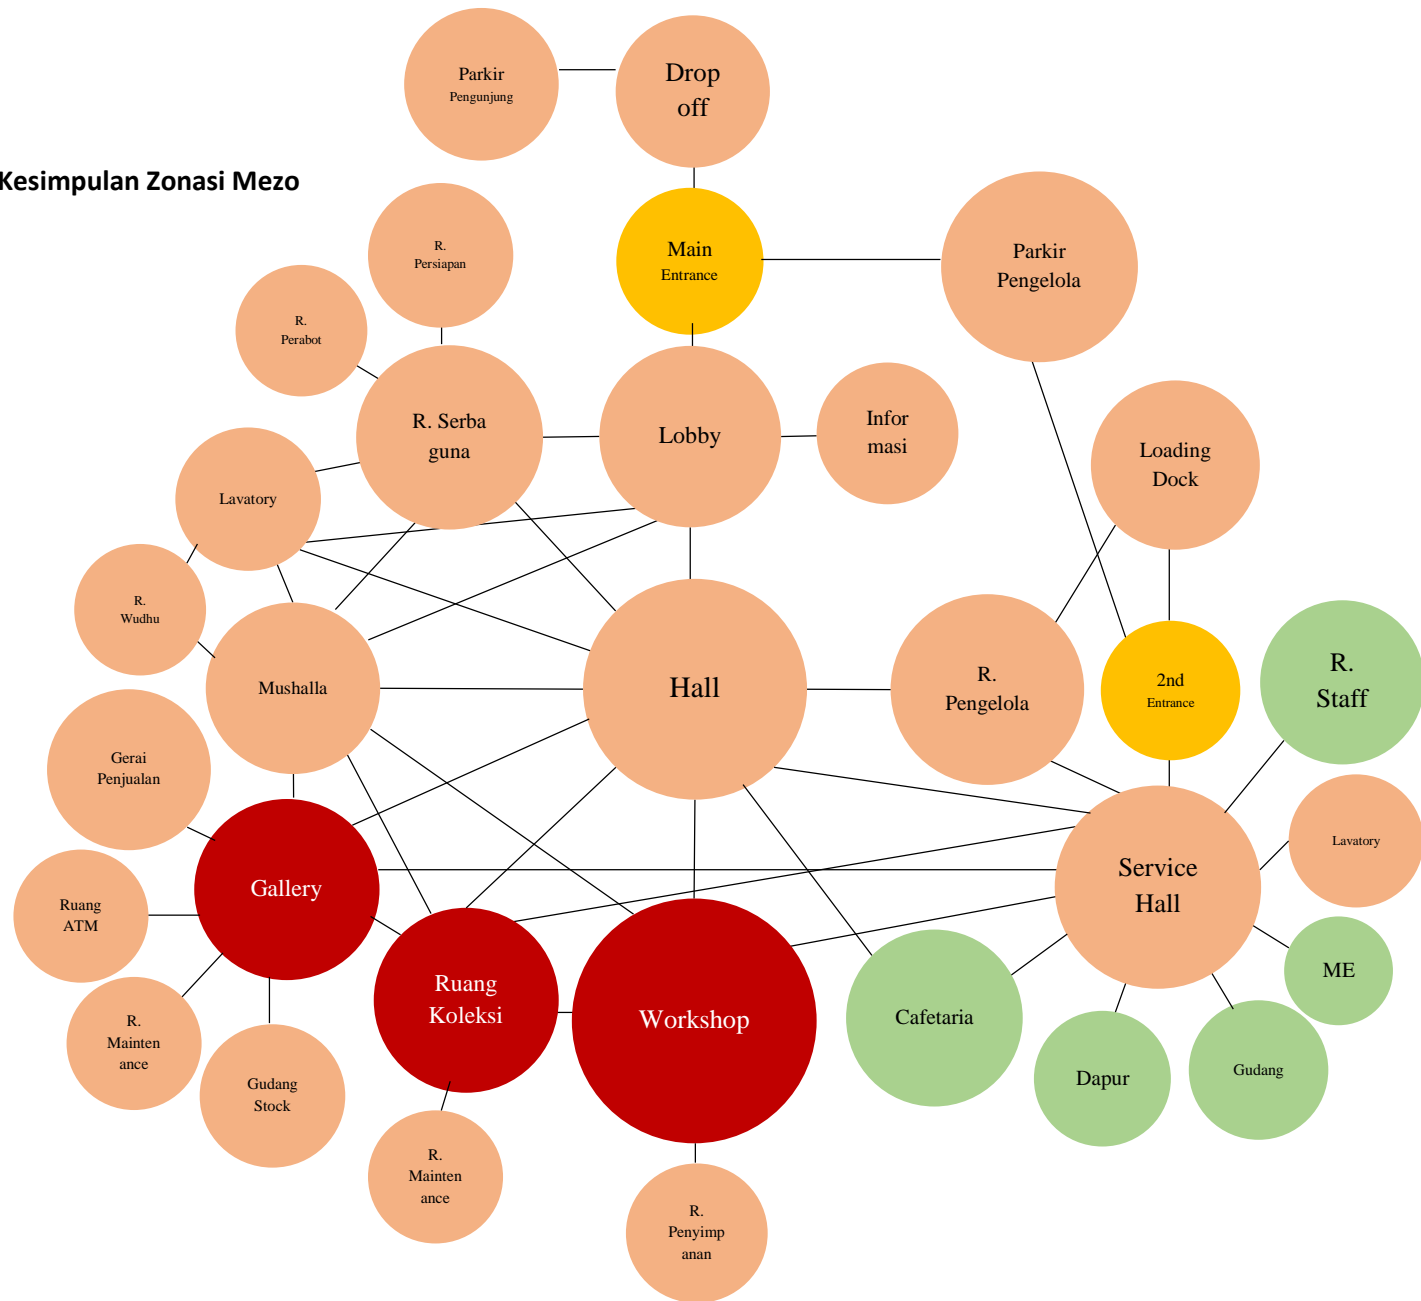 Parkir
Pengunjung
Drop
off
Kesimpulan Zonasi Mezo
R.
Persiapan
Main
Entrance
Parkir
Pengelola
R.
Perabot
R. Serba
guna
Lobby
Infor
masi
Loading
Dock
Lavatory
R.
Wudhu
Mushalla
Hall
R.
Pengelola
2nd
Entrance
R.
Staff
Gerai
Penjualan
Gallery
Service
Hall
Lavatory
Ruang
ATM
ME
Ruang
Koleksi
Workshop
Cafetaria
R.
Mainten
ance
Gudang
Stock
Dapur
Gudang
R.
Mainten
ance
R.
Penyimp
anan